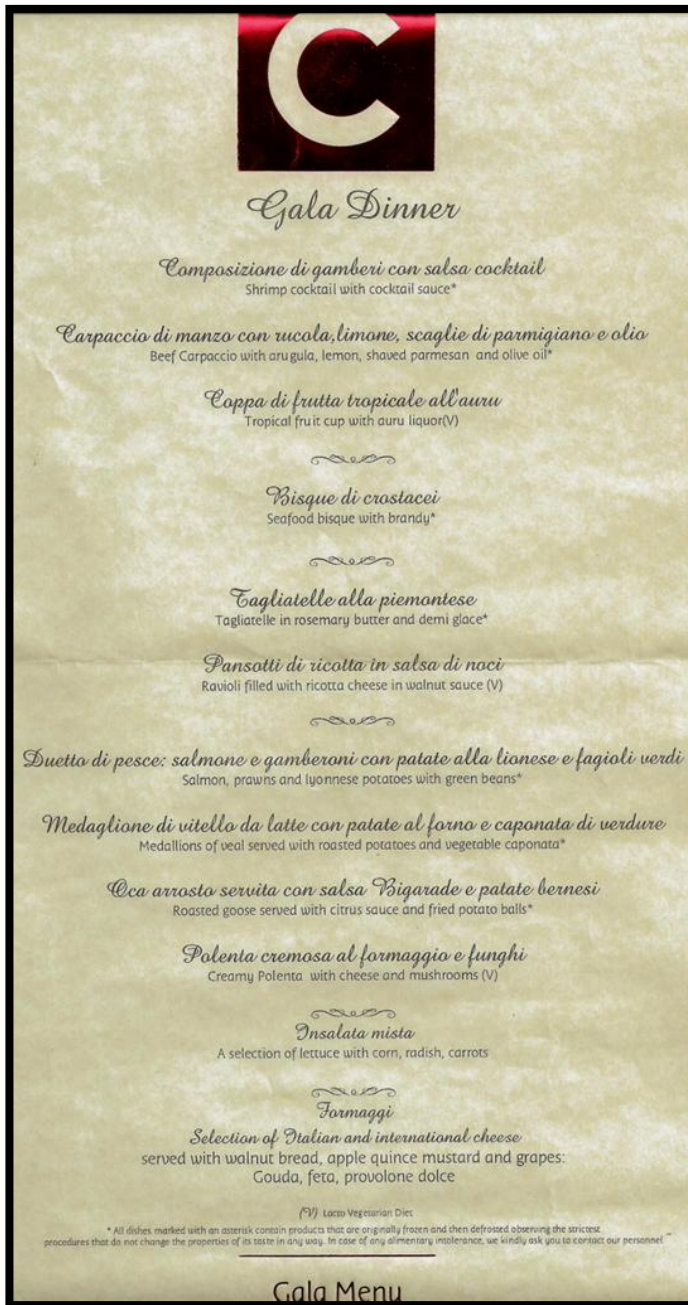 C
Gala Dinner
Composizione di gamberi con salsa cocktail
Shrimp cocktail with cocktail sauce*
Carpaccio di manzo con rucola,limone, scaglie di parmigiano e olio
Beef Carpaccio with arugula, lemon, shaved parmesan and olive oil*
Coppa di frutta tropicale all'auru
Tropical fruit cup with auru liquor(V)
Bisque di crostacei
Seafood bisque with brandy*
Tagliatelle alla piemontese
Tagliatelle in rosemary butter and demi glace*
Pansotti di ricotta in salsa di noci
Ravioli filled with ricotta cheese in walnut sauce (V)
Duetto di pesce: salmone e gamberoni con patate alla lionese e fagioli verdi
Salmon, prawns and lyonnese potatoes with green beans*
Medaglione di vitello da latte con patate al forno e caponata di verdure
Medallions of veal served with roasted potatoes and vegetable caponata*
Oca arrosto servita con salsa Bigarade e patate bernesi
Roasted goose served with citrus sauce and fried potato balls*
Polenta cremosa al formaggio e funghi
Creamy Polenta with cheese and mushrooms (V)
Insalata mista
A selection of lettuce with corn, radish, carrots
Formaggi
Selection of Italian and international cheese
served with walnut bread, apple quince mustard and grapes:
Gouda, feta, provolone dolce
(V) Lacto Vegetarian Dies
* All dishes marked with an asterisk contain products that are originally frozen and then defrosted observing the strictest
procedures that do not change the properties of its taste in any way. In case of any alimentary intolerance, we kindly ask you to contact our personnel "
Gala Menu